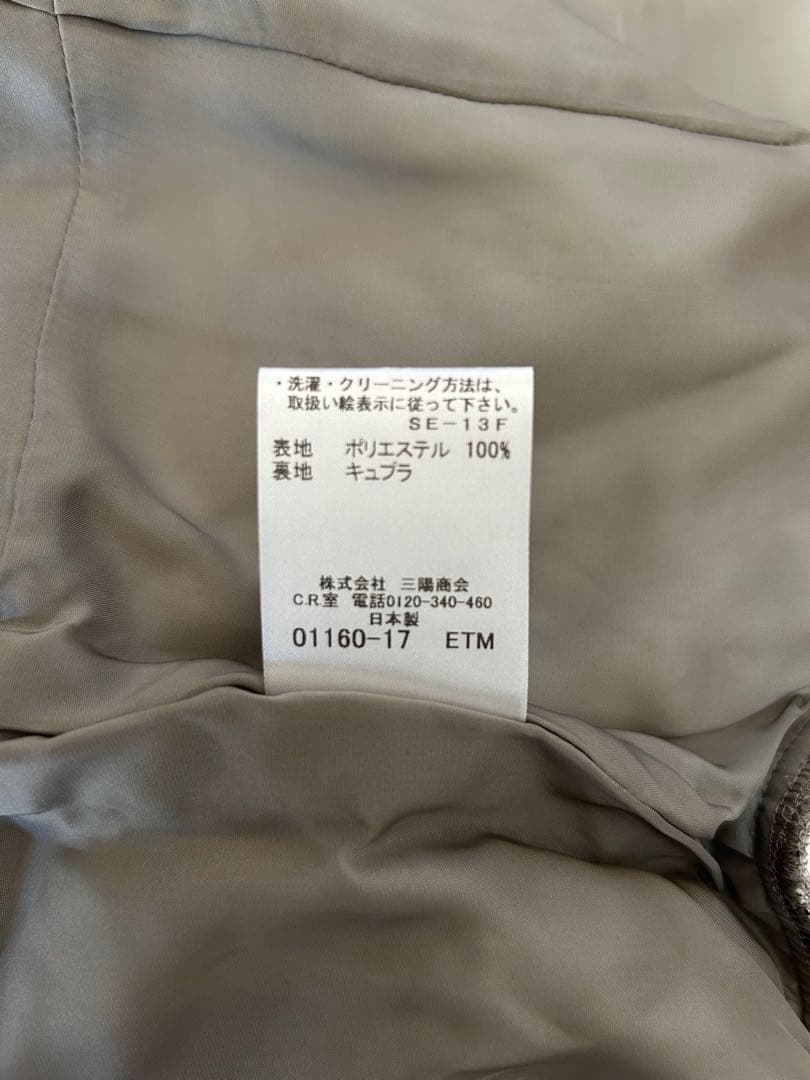 ・洗濯・クリーニング方法は、
取扱い絵表示に従って下さい。
SE-13F
表地 ポリエステル 100%
裏地 キュプラ
株式会社 三陽商会
C.R.室 電話0120-340-460
日本製
01160-17 ETM